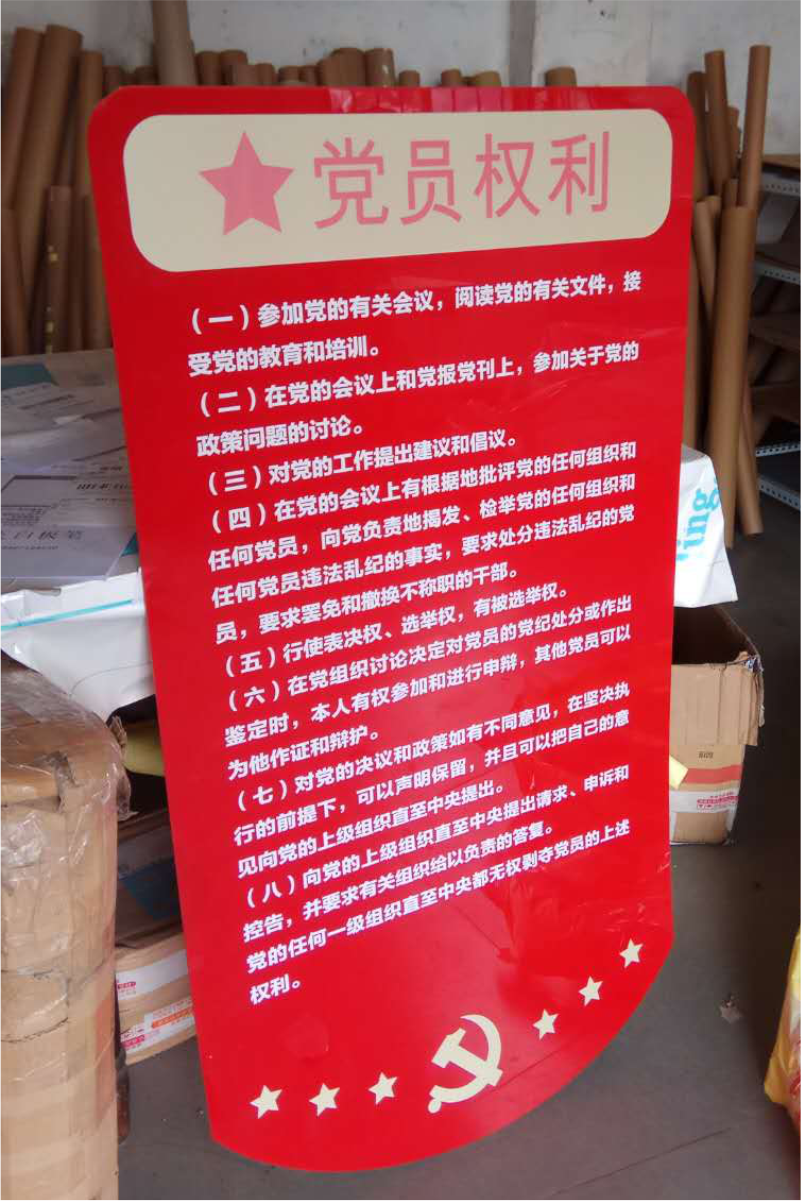 党员权利
（一）参加党的有关会议，阅读党的有关文件，接
受党的教育和培训。
（二）在党的会议上和党报党刊上，参加关于党的
政策问题的讨论。
（三）对党的工作提出建议和倡议。
（四）在党的会议上有根据地批评党的任何组织和
任何党员，向党负责地揭发、检举党的任何组织和
任何党员违法乱纪的事实，要求处分违法乱纪的党
员，要求罢免和撤换不称职的干部。
（五）行使表决权、选举权，有被选举权。
（六）在党组织讨论决定对党员的党纪处分或作出
鉴定时，本人有权参加和进行申辩，其他党员可以
为他作证和辩护。
（七）对党的决议和政策如有不同意见，在坚决执
行的前提下，可以声明保留，并且可以把自己的意
见向党的上级组织直至中央提出。
（八）向党的上级组织直至中央提出请求、申诉和
控告，并要求有关组织给以负责的答复。
党的任何一级组织直至中央都无权剥夺党员的上述
权利。
ing